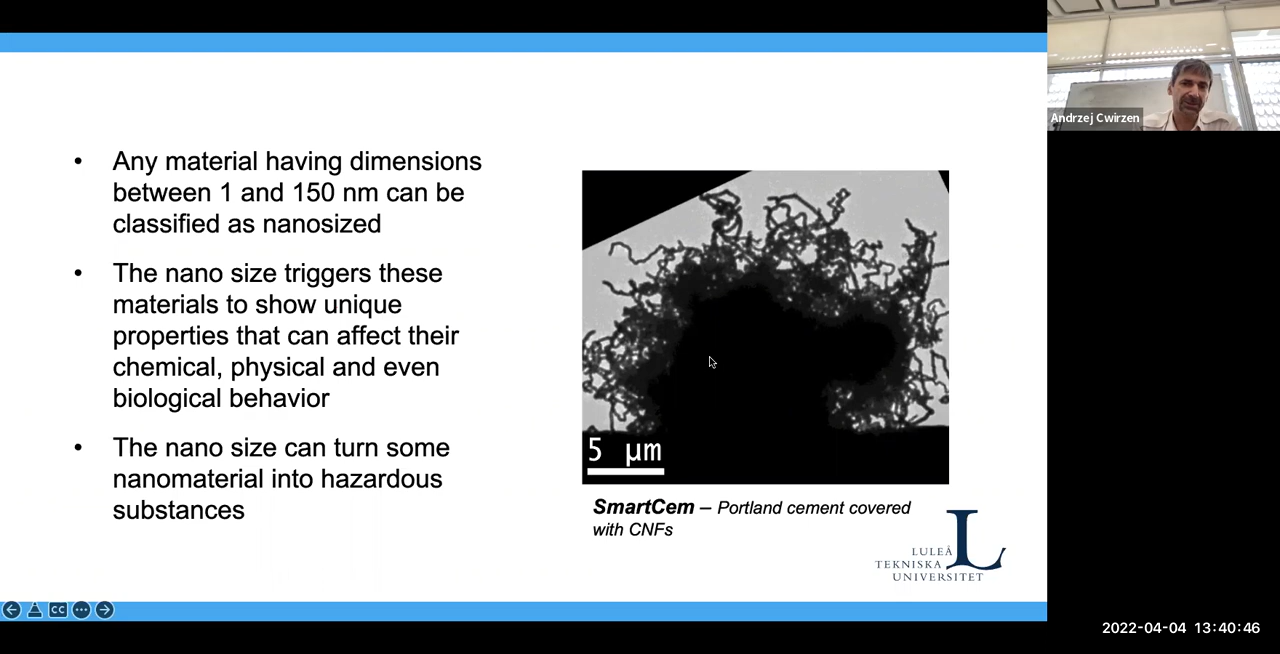 Andrzej Cwirzen
• Any material having dimensions
between 1 and 150 nm can be
classified as nanosized
• The nano size triggers these
materials to show unique
properties that can affect their
chemical, physical and even
biological behavior
• The nano size can turn some
nanomaterial into hazardous
substances
5 µm
SmartCem – Portland cement covered
with CNFs
L
LULEÅ
TEKNISKA
UNIVERSITET
CC
2022-04-04 13:40:46